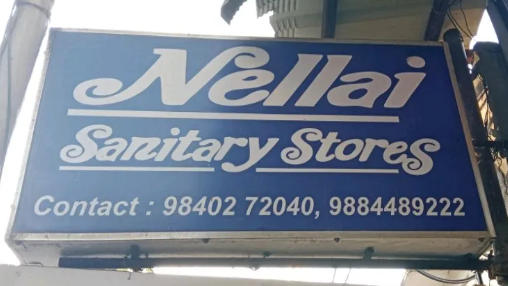 Nellai
Sanitary Stores
Contact : 98402 72040, 9884489222